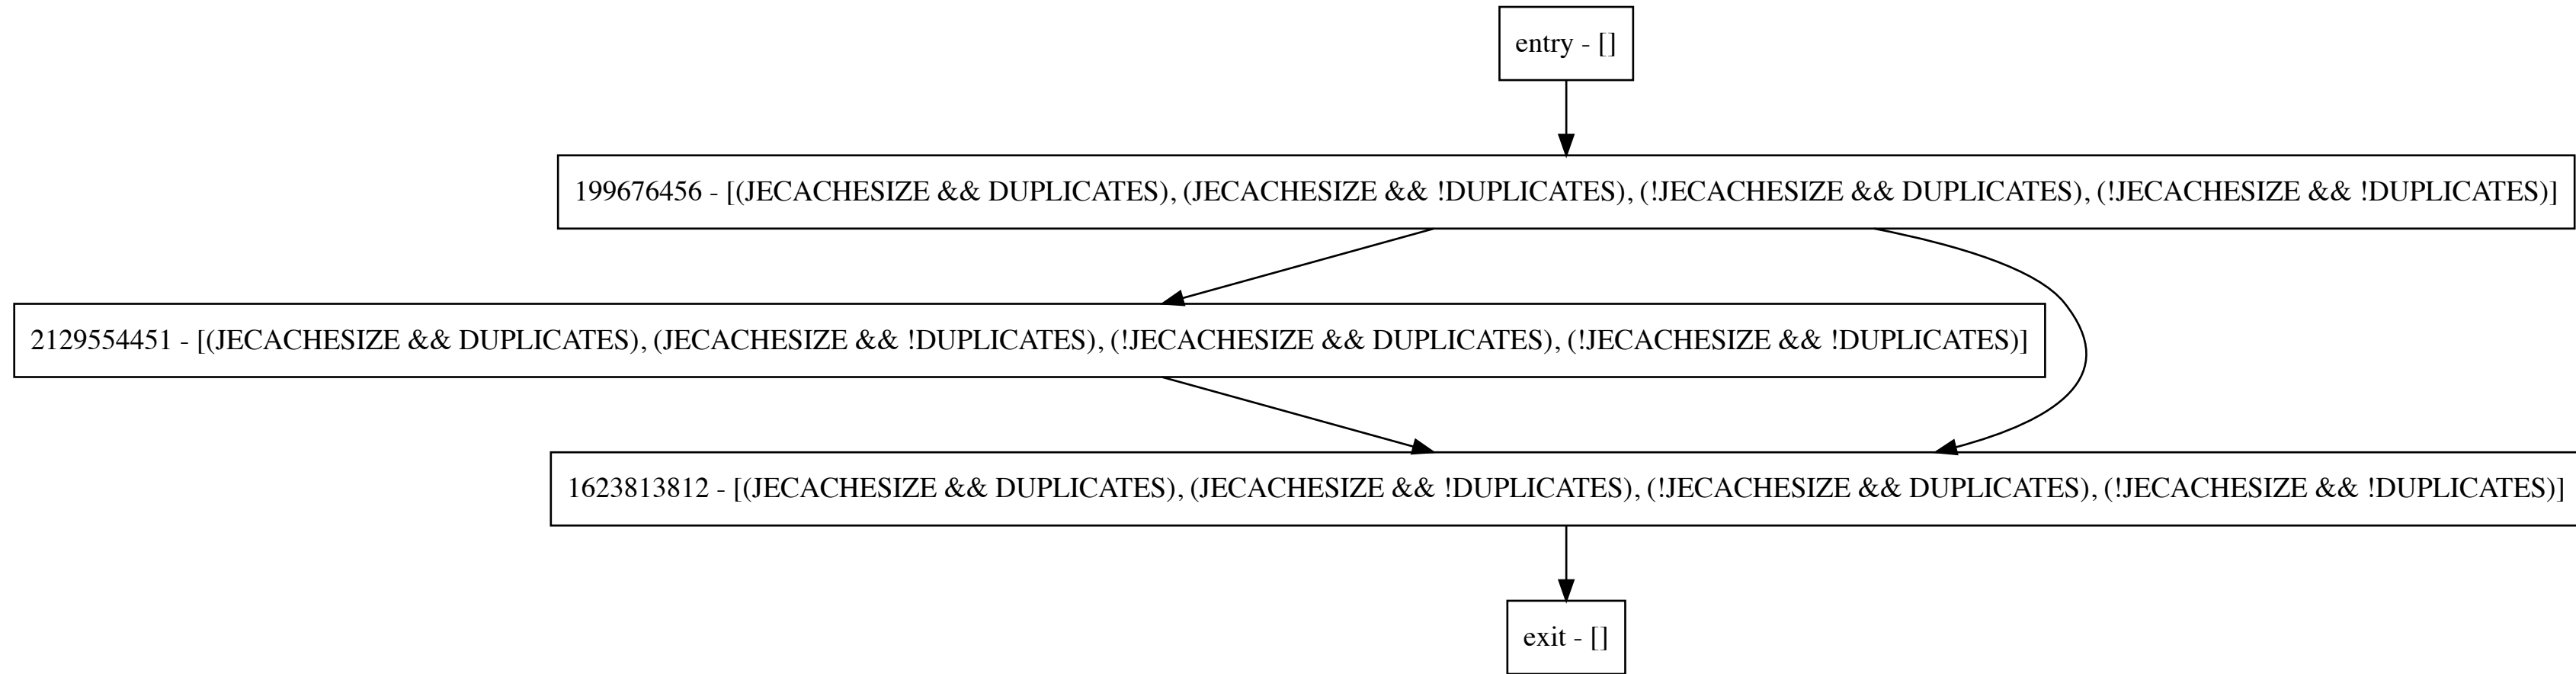 entry - []
199676456 - [(JECACHESIZE && DUPLICATES), (JECACHESIZE && !DUPLICATES), (!JECACHESIZE && DUPLICATES), (!JECACHESIZE && !DUPLICATES)]
2129554451 - [(JECACHESIZE && DUPLICATES), (JECACHESIZE && !DUPLICATES), (!JECACHESIZE && DUPLICATES), (!JECACHESIZE && !DUPLICATES)]
1623813812 - [(JECACHESIZE && DUPLICATES), (JECACHESIZE && !DUPLICATES), (!JECACHESIZE && DUPLICATES), (!JECACHESIZE && !DUPLICATES)]
exit - []